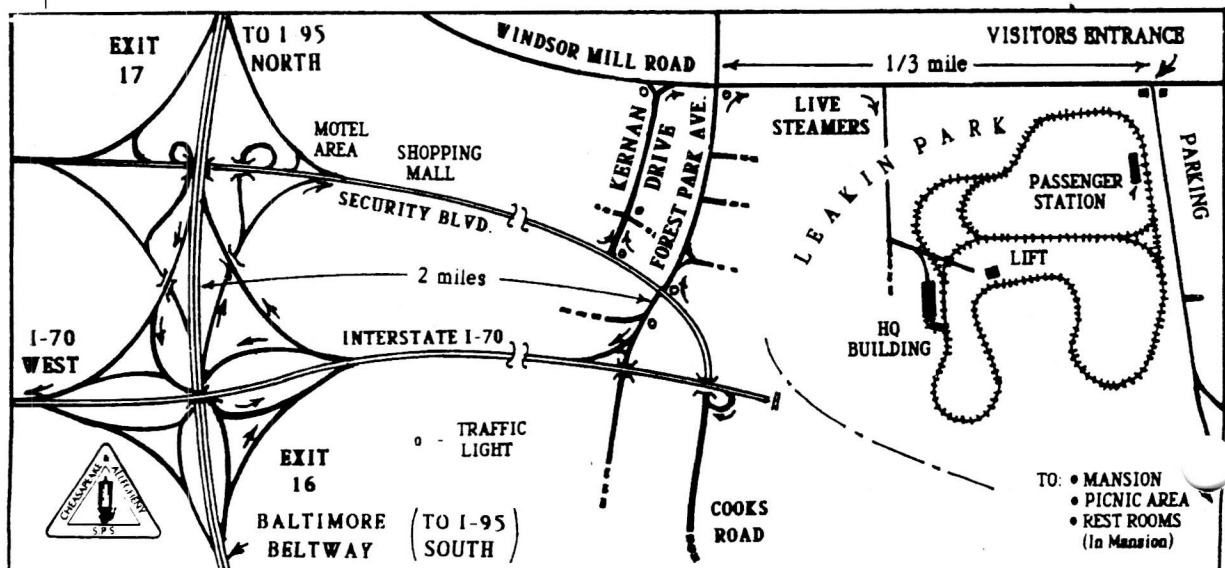 EXIT
17
TO I-95
NORTH
WINDSOR MILL ROAD
VISITORS ENTRANCE
1/3 mile
MOTEL
AREA
SHOPPING
MALL
SECURITY BLVD.
KERNAN
DRIVE
FOREST PARK AVE.
LIVE
STEAMERS
LEAKIN PARK
PASSENGER
STATION
PARKING
LIFT
2 miles
I-70
WEST
INTERSTATE I-70
HQ
BUILDING
o - TRAFFIC
LIGHT
EXIT
16
BALTIMORE
BELTWAY
(TO I-95
SOUTH)
COOKS
ROAD
TO: • MANSION
• PICNIC AREA
• REST ROOMS
(In Mansion)
CHEASAPEAKE & ALLEGHENY
S.P.S